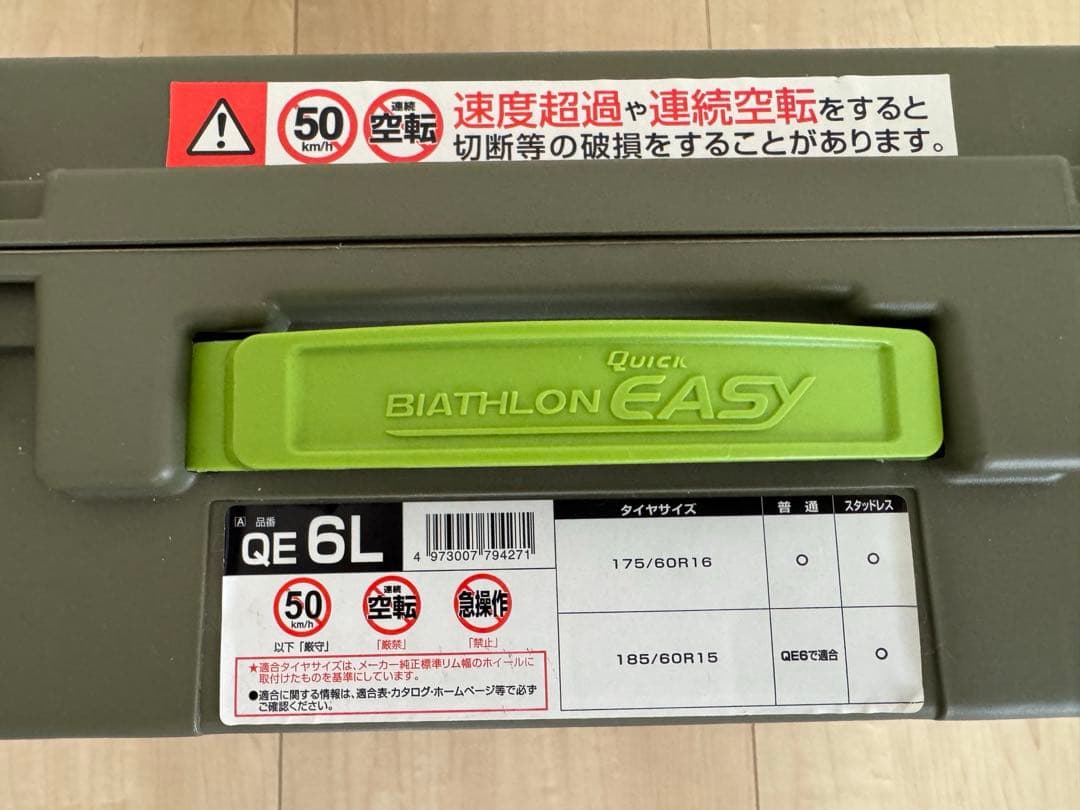 50 km/h 連続 空転 速度超過や連続空転をすると
切断等の破損をすることがあります。
QUICK
BIATHLON EASY
A 品番
QE 6L
4 973007 794271
50 km/h
以下「厳守」
連続 空転
「厳禁」
急操作
「禁止」
★適合タイヤサイズは、メーカー純正標準リム幅のホイールに
取付けたものを基準にしています。
●適合に関する情報は、適合表・カタログ・ホームページ等で必ず
ご確認ください。
タイヤサイズ 普通 スタッドレス
175/60R16 ○ ○
185/60R15 QE6で適合 ○